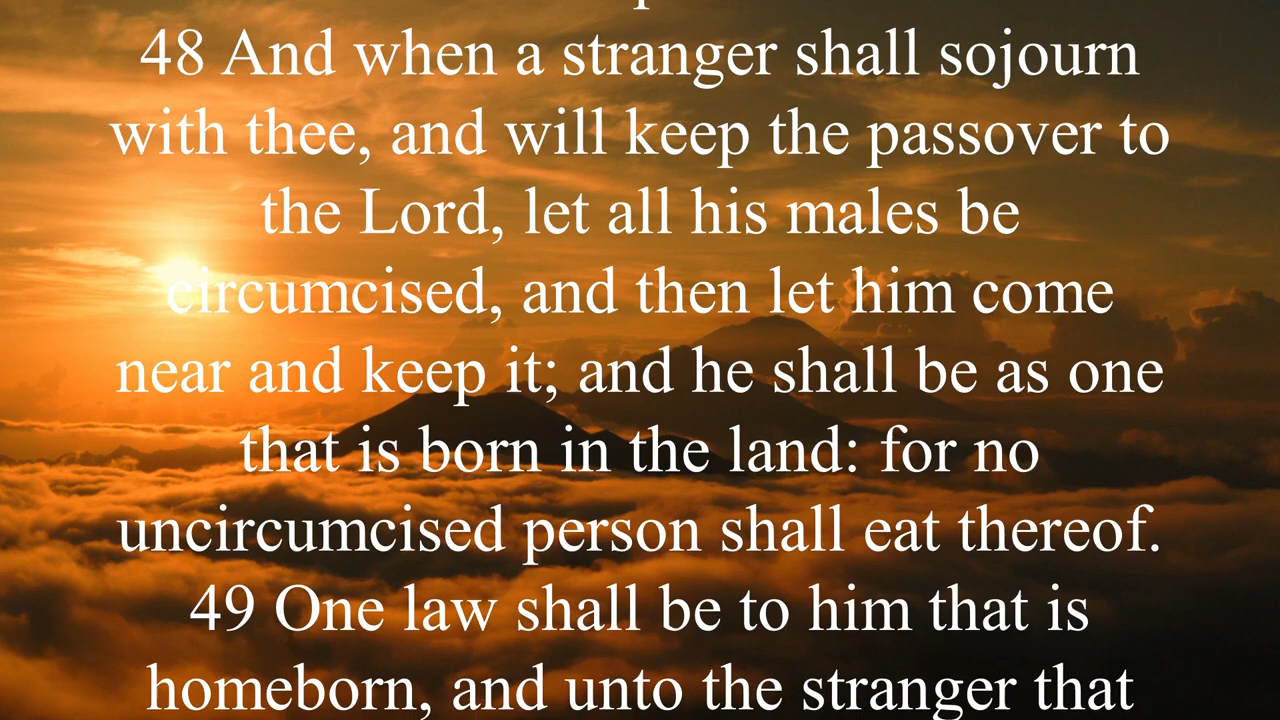 48 And when a stranger shall sojourn
with thee, and will keep the passover to
the Lord, let all his males be
circumcised, and then let him come
near and keep it; and he shall be as one
that is born in the land: for no
uncircumcised person shall eat thereof.
49 One law shall be to him that is
homeborn, and unto the stranger that